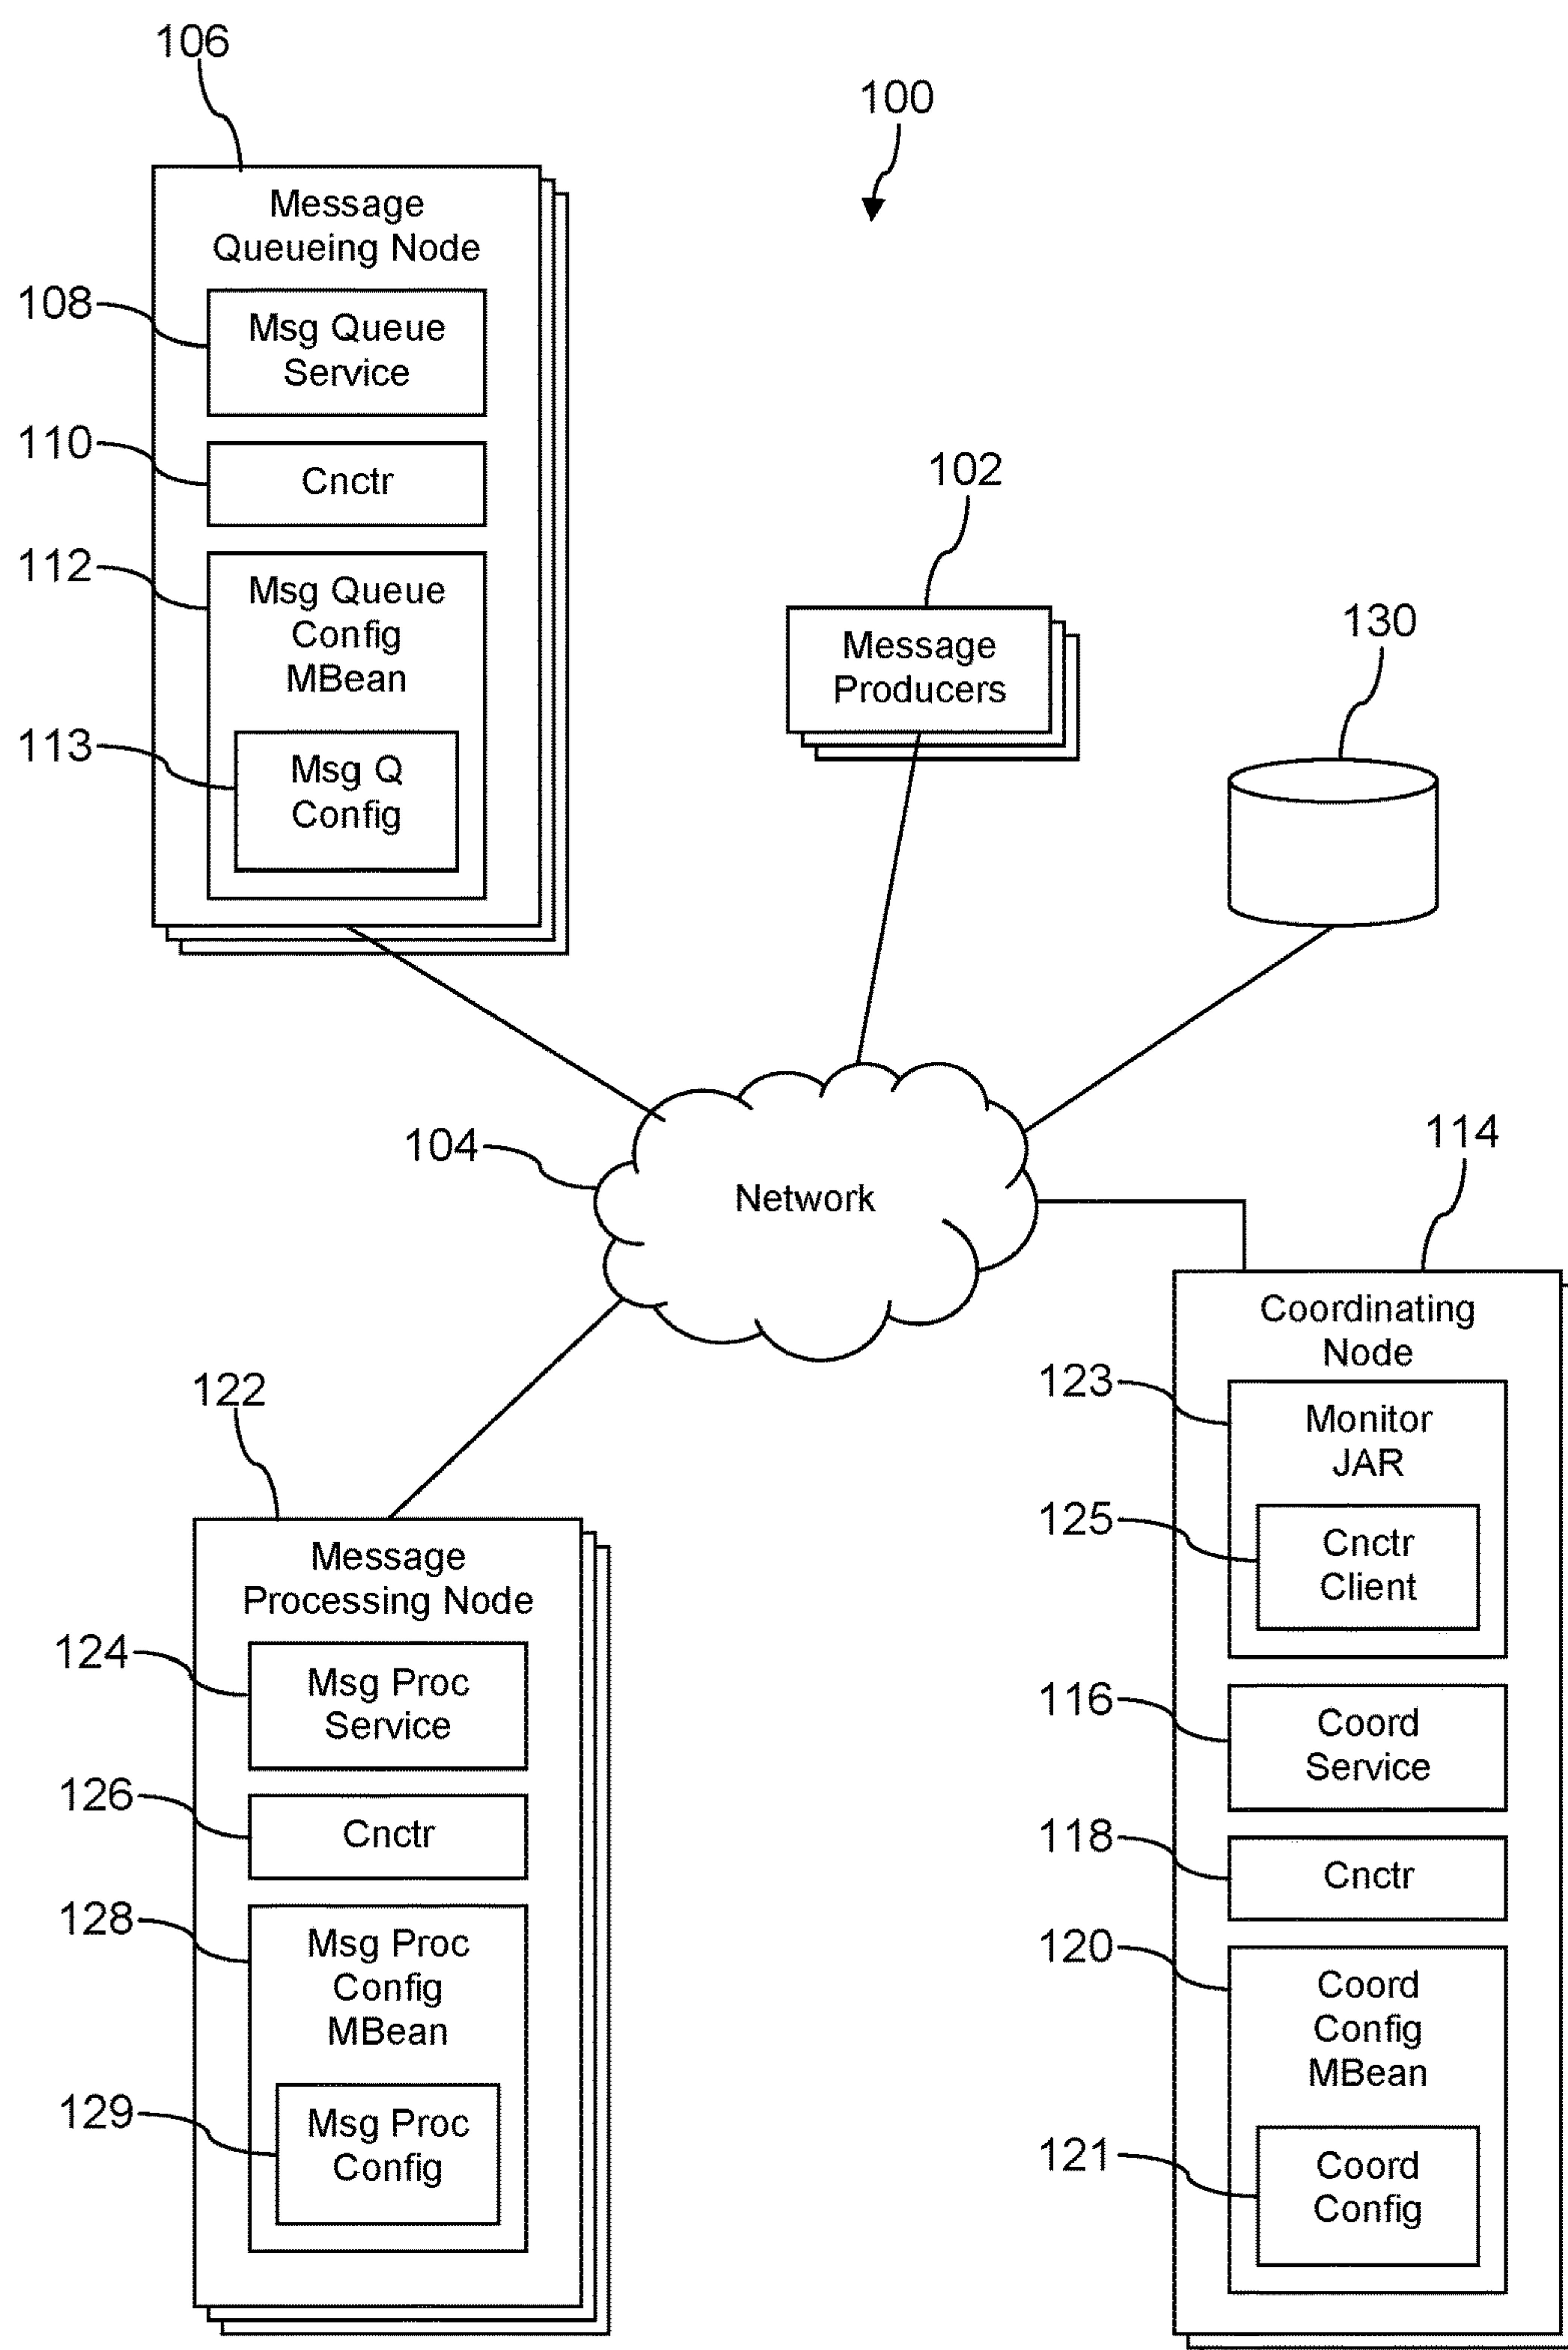 106
100
Message
Queueing Node
108
Msg Queue
Service
110
Cnctr
112
Msg Queue
Config
MBean
113
Msg Q
Config
102
Message
Producers
130
104
Network
114
Coordinating
Node
123
Monitor
JAR
125
Cnctr
Client
116
Coord
Service
118
Cnctr
120
Coord
Config
MBean
121
Coord
Config
122
Message
Processing Node
124
Msg Proc
Service
126
Cnctr
128
Msg Proc
Config
MBean
129
Msg Proc
Config